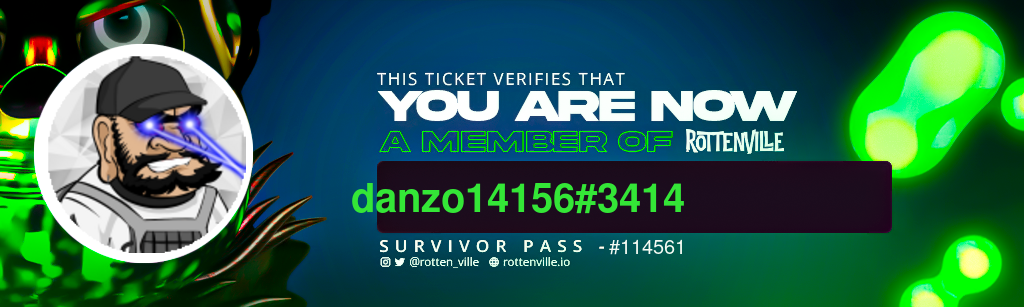 THIS TICKET VERIFIES THAT
YOU ARE NOW
A MEMBER OF ROTTENVILLE
danzo14156#3414
SURVIVOR PASS - #114561
@rotten_ville rottenville.io